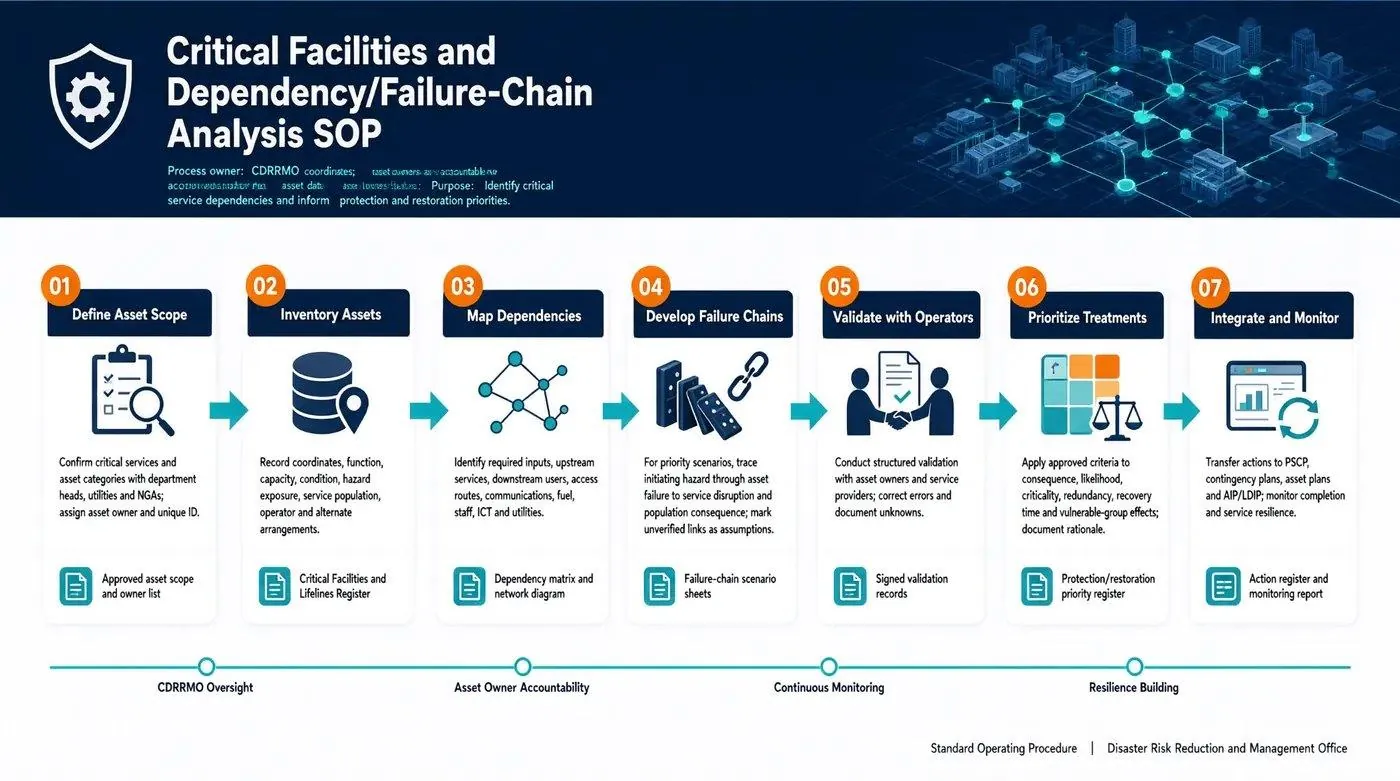 Critical Facilities and
Dependency/Failure-Chain
Analysis SOP
Process owner: CDRRMO coordinates;
asset data Purpose: Identify critical
service dependencies and inform protection and restoration priorities.
01
Define Asset Scope
Confirm critical services and
asset categories with department
heads, utilities and NGAs;
assign asset owner and unique ID.
Approved asset scope
and owner list
02
Inventory Assets
Record coordinates, function,
capacity, condition, hazard
exposure, service population,
operator and alternate
arrangements.
Critical Facilities and
Lifelines Register
03
Map Dependencies
Identify required inputs, upstream
services, downstream users, access
routes, communications, fuel,
staff, ICT and utilities.
Dependency matrix and
network diagram
04
Develop Failure Chains
For priority scenarios, trace
initiating hazard through asset
failure to service disruption and
population consequence; mark
unverified links as assumptions.
Failure-chain scenario
sheets
05
Validate with Operators
Conduct structured validation
with asset owners and service
providers; correct errors and
document unknowns.
Signed validation
records
06
Prioritize Treatments
Apply approved criteria to
consequence, likelihood,
criticality, redundancy, recovery
time and vulnerable-group effects;
document rationale.
Protection/restoration
priority register
07
Integrate and Monitor
Transfer actions to PSCP,
contingency plans, asset plans
and AIP/LDIP; monitor completion
and service resilience.
Action register and
monitoring report
CDRRMO Oversight
Asset Owner Accountability
Continuous Monitoring
Resilience Building
Standard Operating Procedure | Disaster Risk Reduction and Management Office